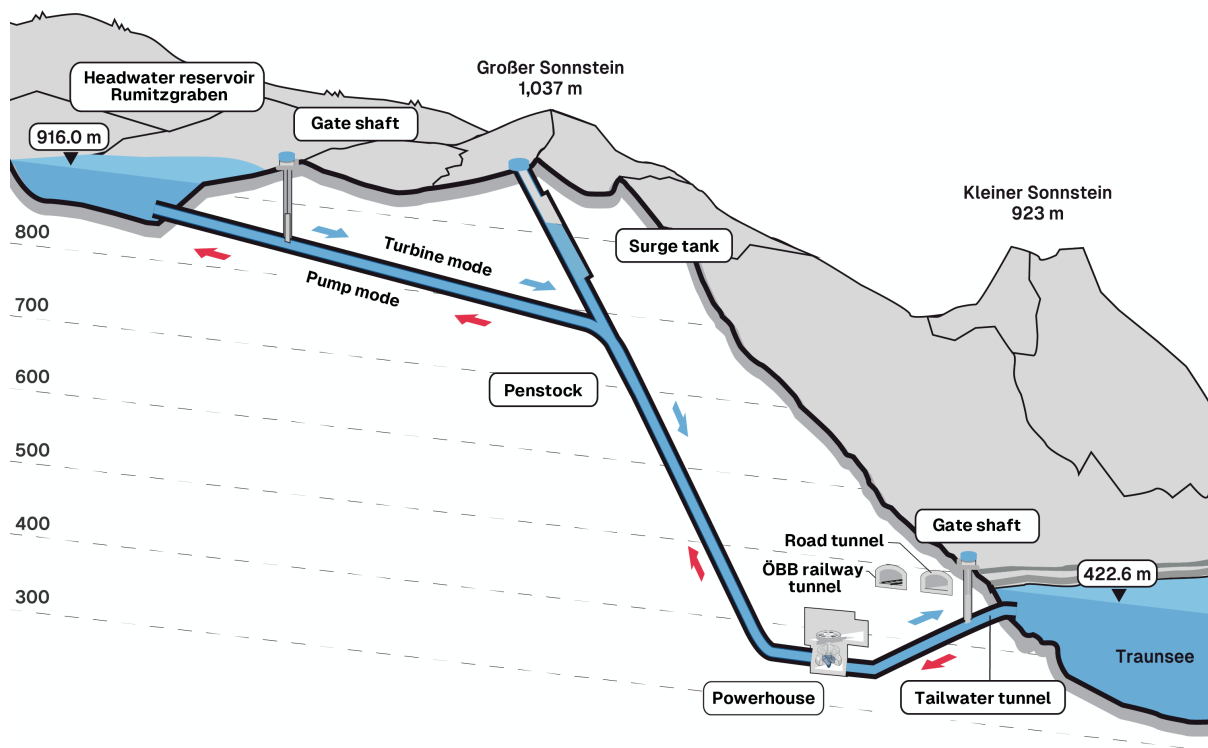 Großer Sonnstein
1,037 m
Headwater reservoir
Rumitzgraben
Gate shaft
916.0 m
Kleiner Sonnstein
923 m
800
Turbine mode
Surge tank
Pump mode
700
600
Penstock
500
400
Gate shaft
Road tunnel
ÖBB railway
tunnel
422.6 m
300
Traunsee
Powerhouse
Tailwater tunnel